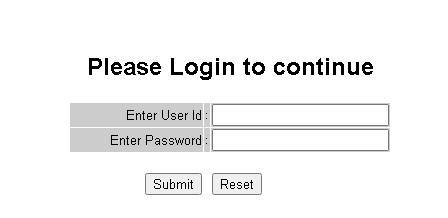 Please Login to continue
Enter User Id :
Enter Password :
Submit Reset